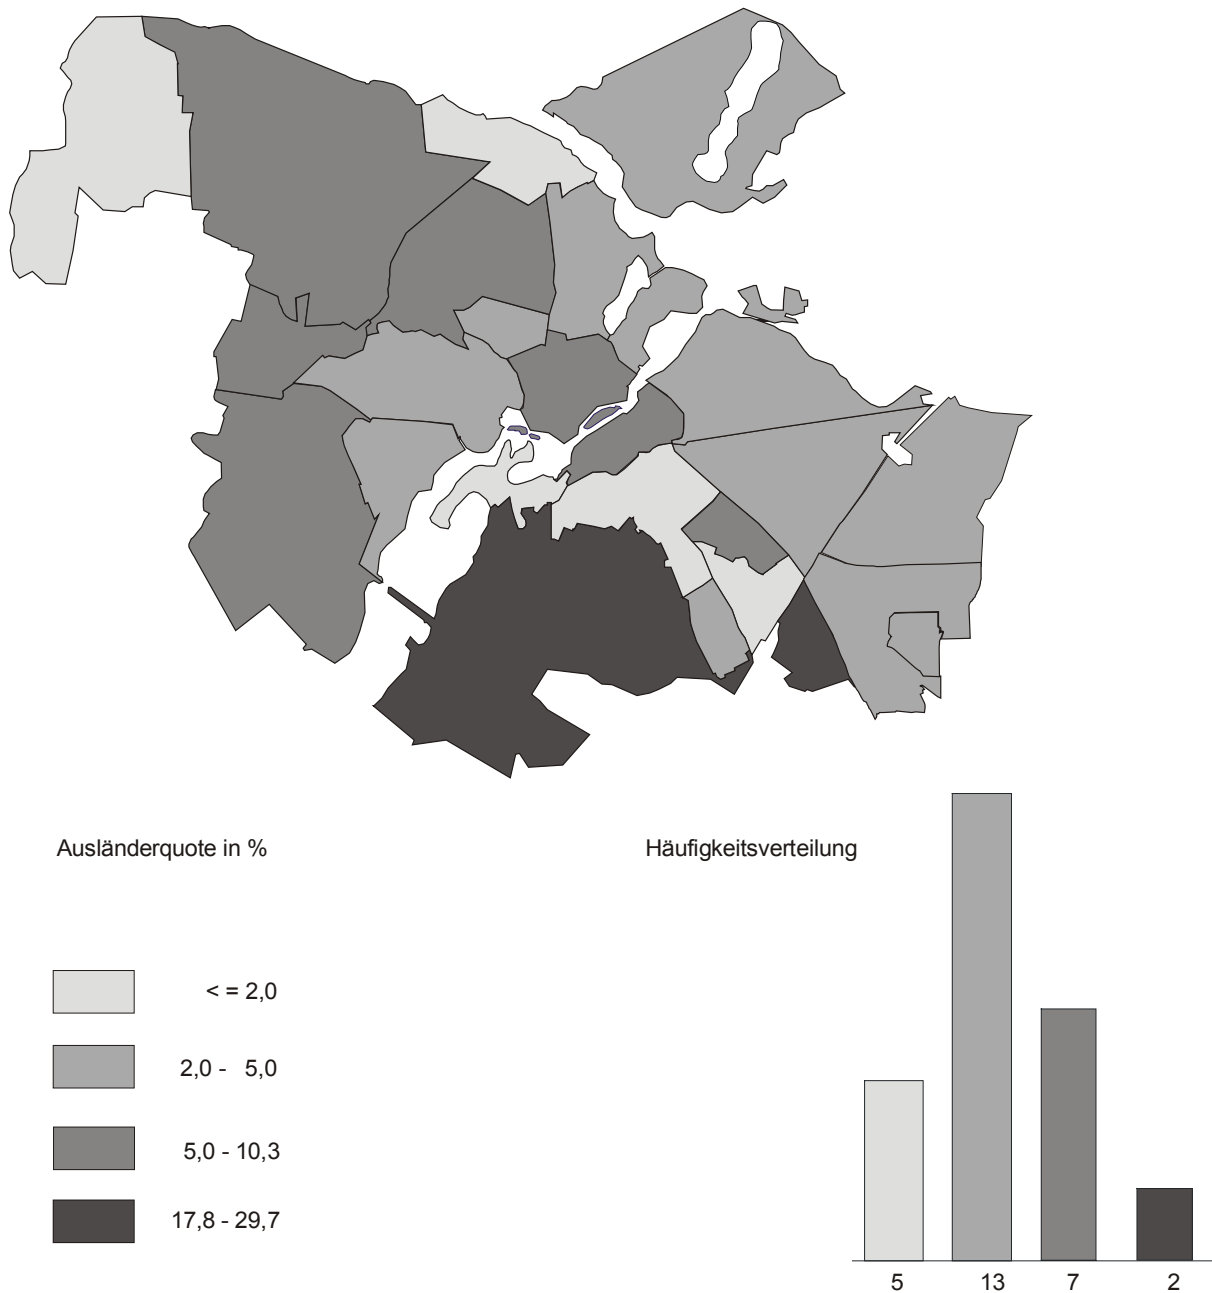 Ausländerquote in %
Häufigkeitsverteilung
< = 2,0
2,0 - 5,0
5,0 - 10,3
17,8 - 29,7
5 13 7 2